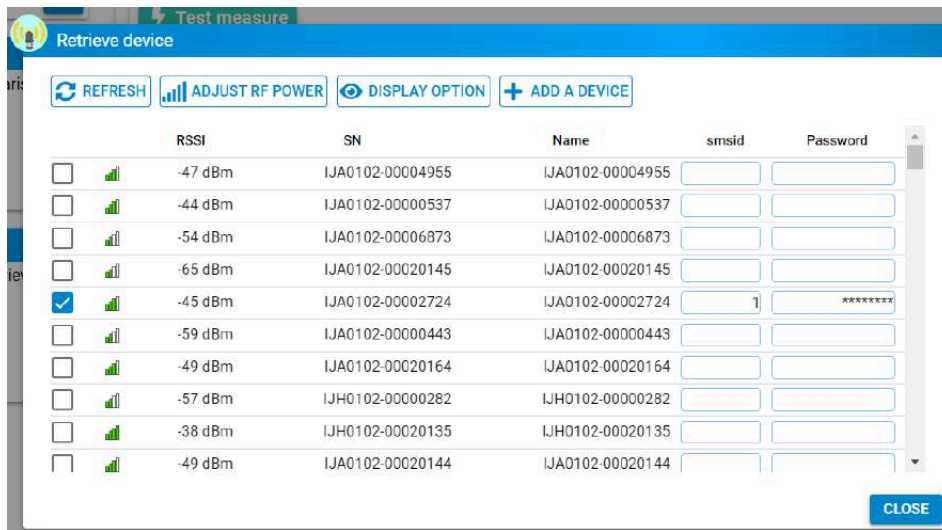 Test measure
Retrieve device
REFRESH ADJUST RF POWER DISPLAY OPTION ADD A DEVICE
RSSI SN Name smsid Password
-47 dBm IJA0102-00004955 IJA0102-00004955
-44 dBm IJA0102-00000537 IJA0102-00000537
-54 dBm IJA0102-00006873 IJA0102-00006873
-65 dBm IJA0102-00020145 IJA0102-00020145
-45 dBm IJA0102-00002724 IJA0102-00002724 1 ********
-59 dBm IJA0102-00000443 IJA0102-00000443
-49 dBm IJA0102-00020164 IJA0102-00020164
-57 dBm IJH0102-00000282 IJH0102-00000282
-38 dBm IJH0102-00020135 IJH0102-00020135
-49 dBm IJA0102-00020144 IJA0102-00020144
CLOSE